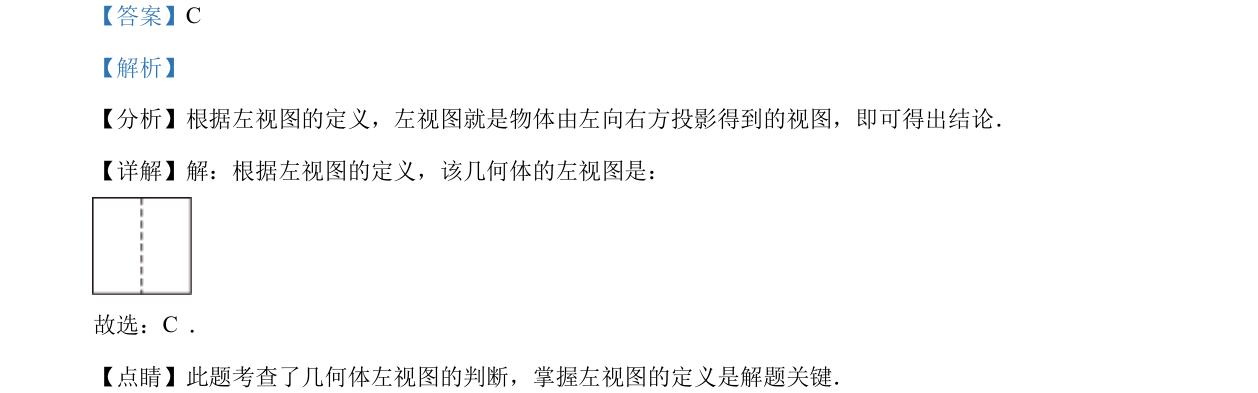 【答案】C
【解析】
【分析】根据左视图的定义，左视图就是物体由左向右方投影得到的视图，即可得出结论．
【详解】解：根据左视图的定义，该几何体的左视图是：
故选：C ．
【点睛】此题考查了几何体左视图的判断，掌握左视图的定义是解题关键．